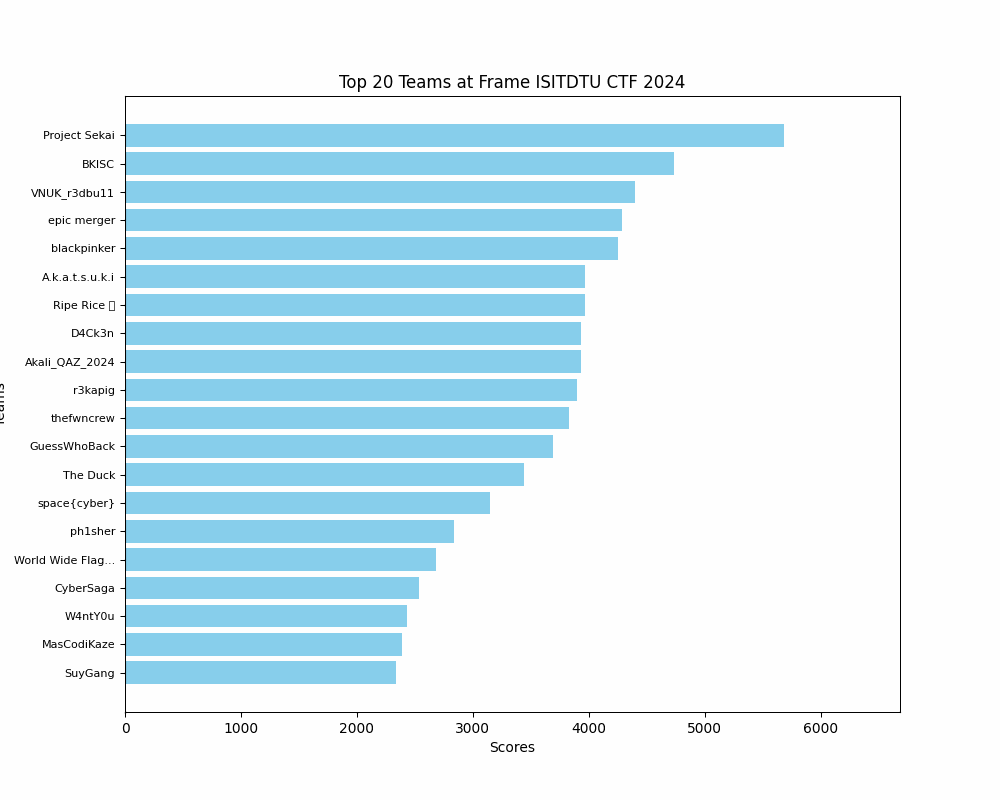 Top 20 Teams at Frame ISITDTU CTF 2024
Project Sekai
BKISC
VNUK_r3dbu11
epic merger
blackpinker
A.k.a.t.s.u.k.i
Ripe Rice
D4Ck3n
Akali_QAZ_2024
r3kapig
thefwncrew
GuessWhoBack
The Duck
space{cyber}
ph1sher
World Wide Flag...
CyberSaga
W4ntY0u
MasCodiKaze
SuyGang
0 1000 2000 3000 4000 5000 6000
Scores